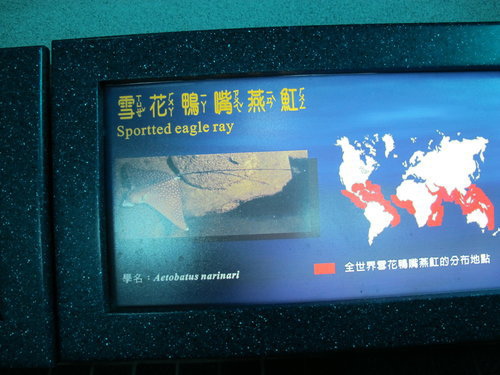 雪花鴨嘴燕魟
Sportted eagle ray
學名：Aetobatus narinari
全世界雪花鴨嘴燕魟的分布地點